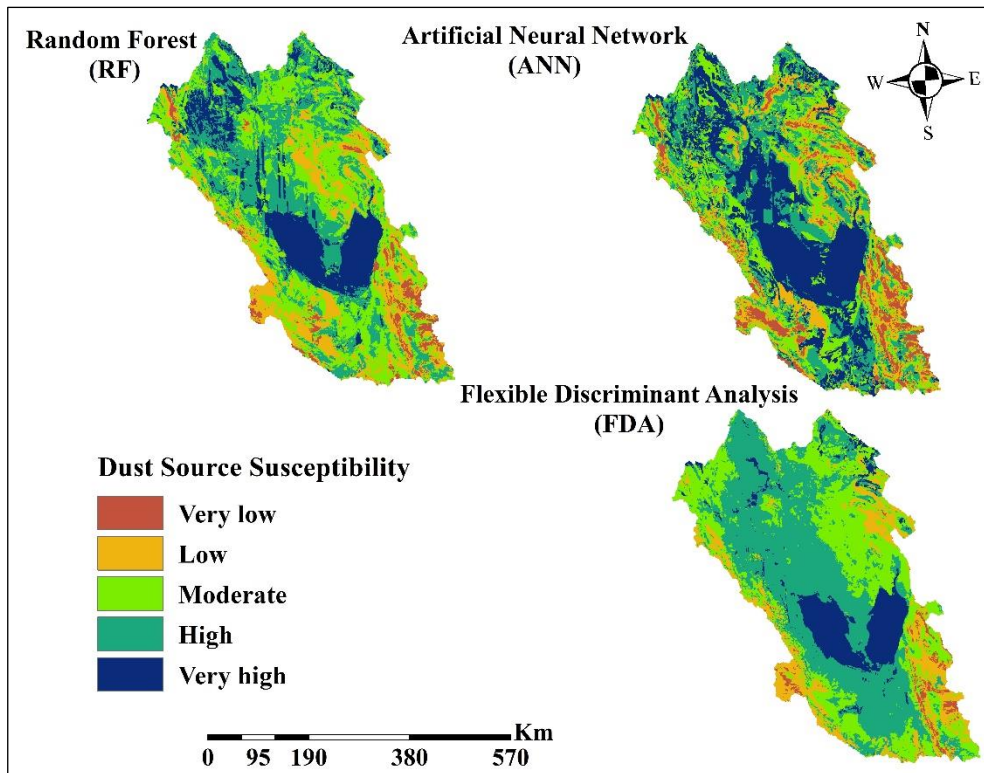 Random Forest
(RF)
Artificial Neural Network
(ANN)
N
W
E
S
Flexible Discriminant Analysis
(FDA)
Dust Source Susceptibility
Very low
Low
Moderate
High
Very high
Km
0 95 190 380 570